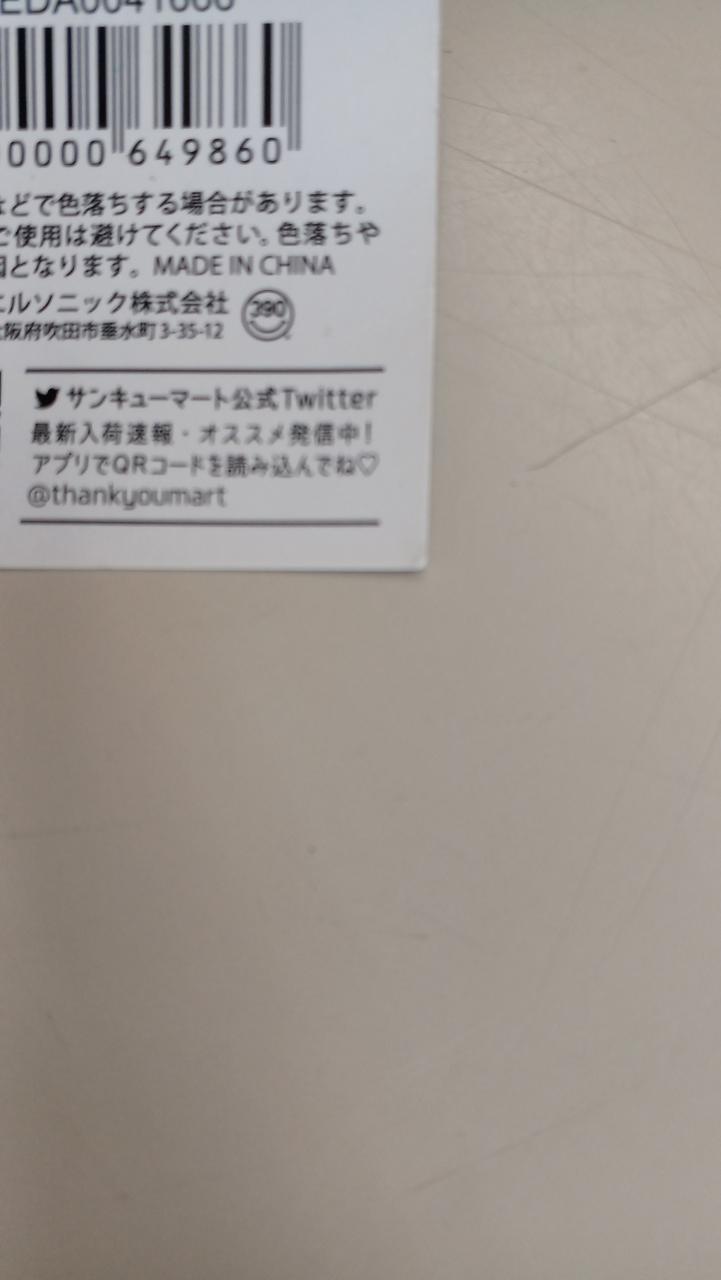 0000 649860
などで色落ちする場合があります。
ご使用は避けてください。色落ちや
因となります。MADE IN CHINA
エルソニック株式会社 390
大阪府吹田市垂水町3-35-12
サンキューマート公式Twitter
最新入荷速報・オススメ発信中!
アプリでQRコードを読み込んでね♡
@thankyoumart